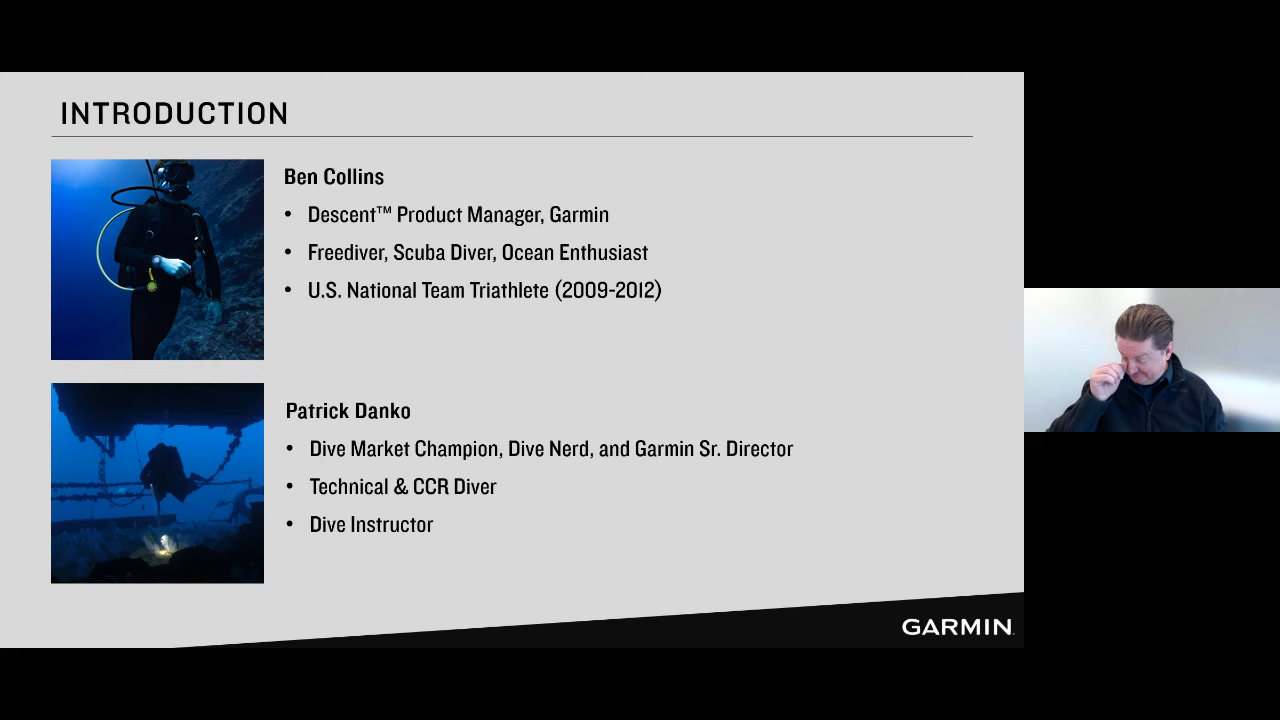 INTRODUCTION
Ben Collins
• Descent™ Product Manager, Garmin
• Freediver, Scuba Diver, Ocean Enthusiast
• U.S. National Team Triathlete (2009-2012)
Patrick Danko
• Dive Market Champion, Dive Nerd, and Garmin Sr. Director
• Technical & CCR Diver
• Dive Instructor
GARMIN.